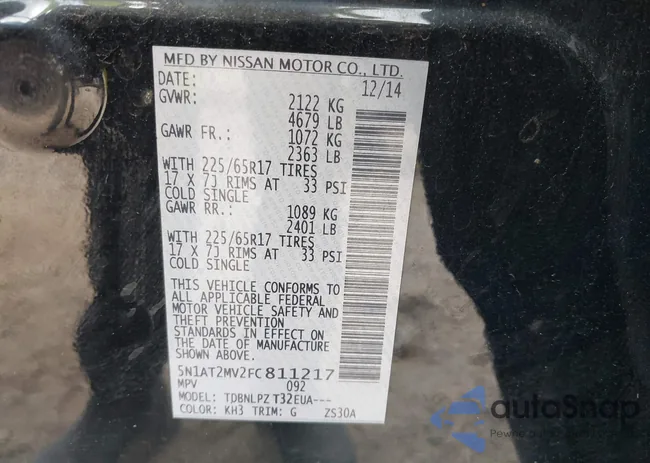 MFD BY NISSAN MOTOR CO., LTD.
DATE: 12/14
GVWR: 2122 KG
4679 LB
GAWR FR.: 1072 KG
2363 LB
WITH 225/65R17 TIRES
17 X 7J RIMS AT 33 PSI
COLD SINGLE
GAWR RR.: 1089 KG
2401 LB
WITH 225/65R17 TIRES
17 X 7J RIMS AT 33 PSI
COLD SINGLE
THIS VEHICLE CONFORMS TO
ALL APPLICABLE FEDERAL
MOTOR VEHICLE SAFETY AND
THEFT PREVENTION
STANDARDS IN EFFECT ON
THE DATE OF MANUFACTURE
SHOWN ABOVE.
5N1AT2MV2FC811217
MPV 092
MODEL: TDBNLPZ T32EUA---
COLOR: KH3 TRIM: G ZS30A
autoSnap